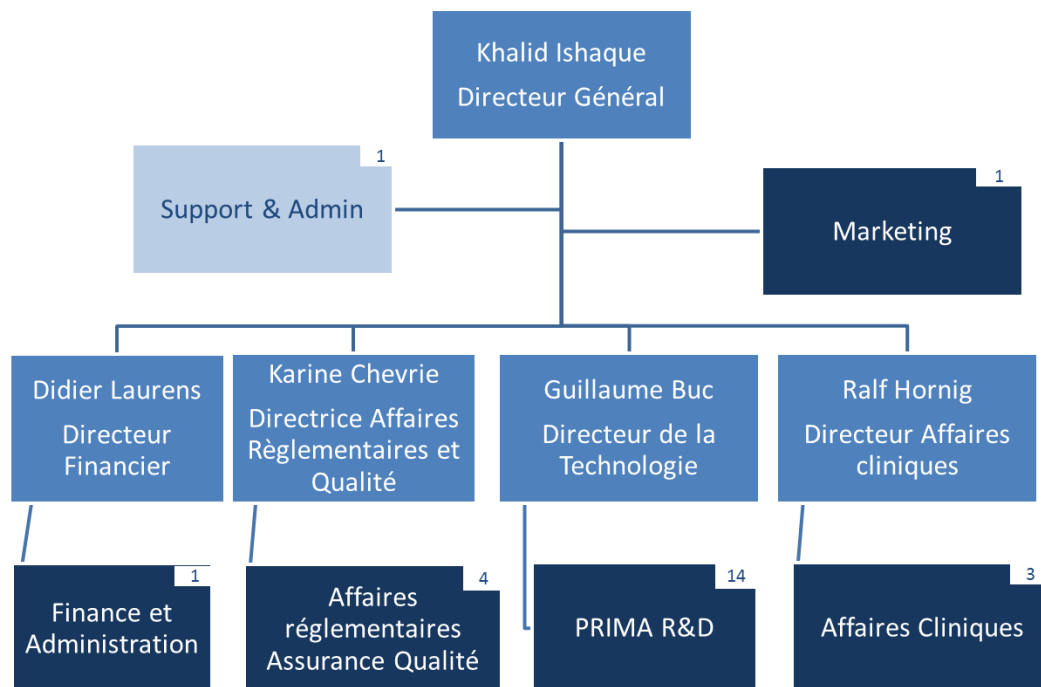 Khalid Ishaque
Directeur Général
1
Support & Admin
1
Marketing
Didier Laurens
Directeur
Financier
Karine Chevrie
Directrice Affaires
Règlementaires et
Qualité
Guillaume Buc
Directeur de la
Technologie
Ralf Hornig
Directeur Affaires
cliniques
1
Finance et
Administration
4
Affaires
réglementaires
Assurance Qualité
14
PRIMA R&D
3
Affaires Cliniques